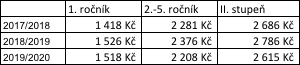 1. ročník 2.-5. ročník II. stupeň
2017/2018 1 418 Kč 2 281 Kč 2 686 Kč
2018/2019 1 526 Kč 2 376 Kč 2 786 Kč
2019/2020 1 518 Kč 2 208 Kč 2 615 Kč